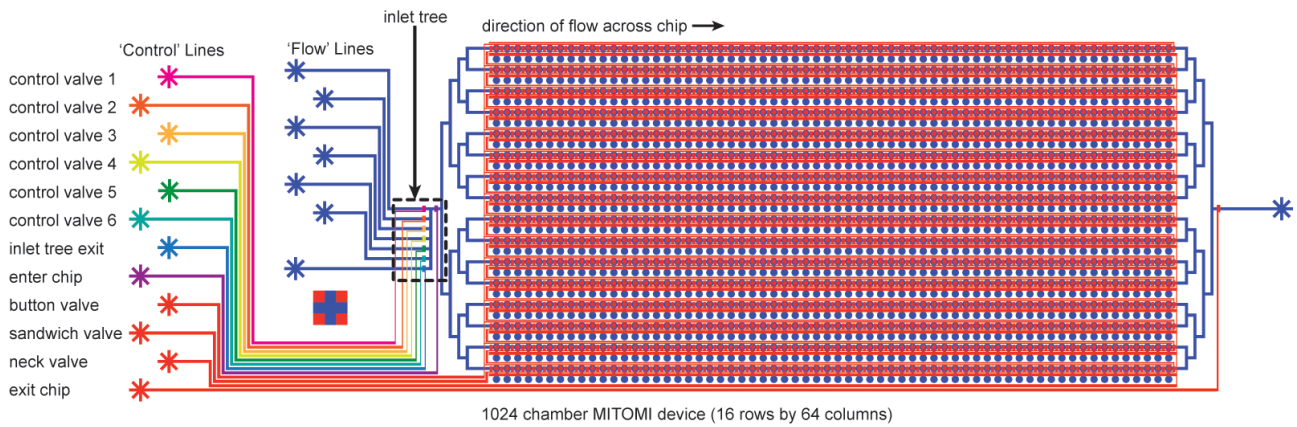 inlet tree
direction of flow across chip
‘Control’ Lines
‘Flow’ Lines
control valve 1
control valve 2
control valve 3
control valve 4
control valve 5
control valve 6
inlet tree exit
enter chip
button valve
sandwich valve
neck valve
exit chip
1024 chamber MITOMI device (16 rows by 64 columns)